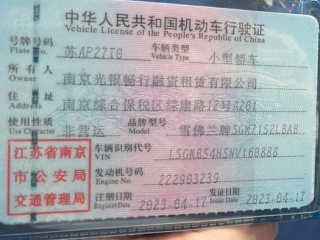 中华人民共和国机动车行驶证
Vehicle License of the People's Republic of China
号牌号码 苏AP27T0 车辆类型 小型轿车
Plate No. Vehicle Type
所有人 南京光银畅行融资租赁有限公司
Owner
住址 南京综合保税区综康路12号A201
Address
使用性质 非营运 品牌型号 雪佛兰牌SGM7152LBAB
Use Character Model
江苏省南京 车辆识别代号
VIN
市公安局 发动机号码 222903239
Engine No.
交通管理局 注册日期 2023-04-17 发证日期 2023-04-17
Register Date Issue Date